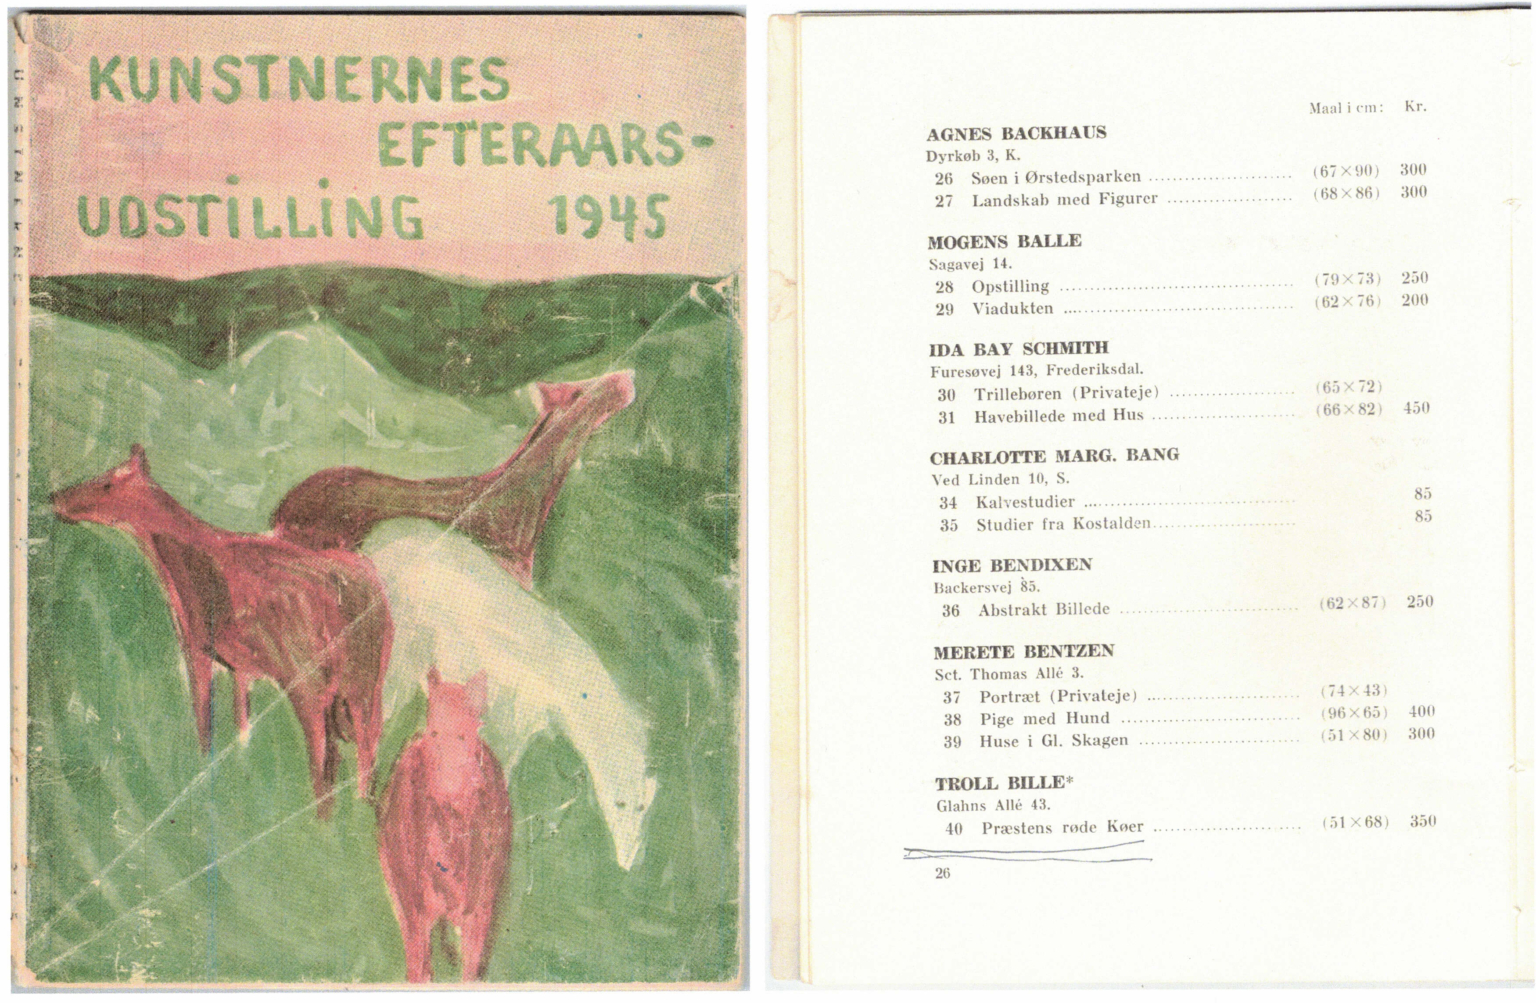 KUNSTNERNES
EFTERAARS-
UDSTILLING 1945
Maal i cm: Kr.
AGNES BACKHAUS
Dyrkøb 3, K.
26 Søen i Ørstedsparken (67×90) 300
27 Landskab med Figurer (68×86) 300
MOGENS BALLE
Sagavej 14.
28 Opstilling (79×73) 250
29 Viadukten (62×76) 200
IDA BAY SCHMITH
Furesøvej 143, Frederiksdal.
30 Trillebøren (Privateje) (65×72)
31 Havebillede med Hus (66×82) 450
CHARLOTTE MARG. BANG
Ved Linden 10, S.
34 Kalvestudier 85
35 Studier fra Kostalden 85
INGE BENDIXEN
Backersvej 85.
36 Abstrakt Billede (62×87) 250
MERETE BENTZEN
Sct. Thomas Allé 3.
37 Portræt (Privateje) (74×43)
38 Pige med Hund (96×65) 400
39 Huse i Gl. Skagen (51×80) 300
TROLL BILLE*
Glahns Allé 43.
40 Præstens røde Køer (51×68) 350
26